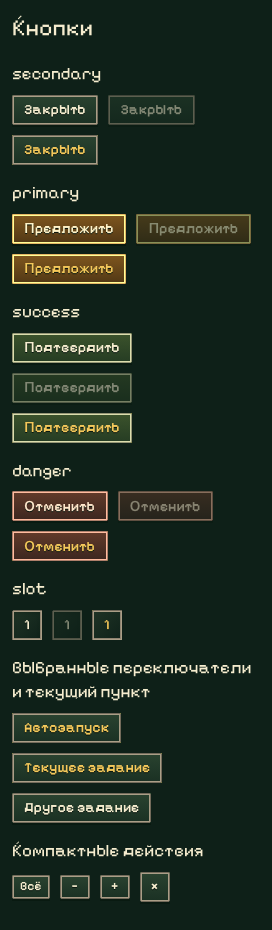 Кнопки
secondary
Закрыть Закрыть
Закрыть
primary
Предложить Предложить
Предложить
success
Подтвердить
Подтвердить
Подтвердить
danger
Отменить Отменить
Отменить
slot
1 1 1
Выбранные переключатели
и текущий пункт
Автозапуск
Текущее задание
Другое задание
Компактные действия
Всё - + ×